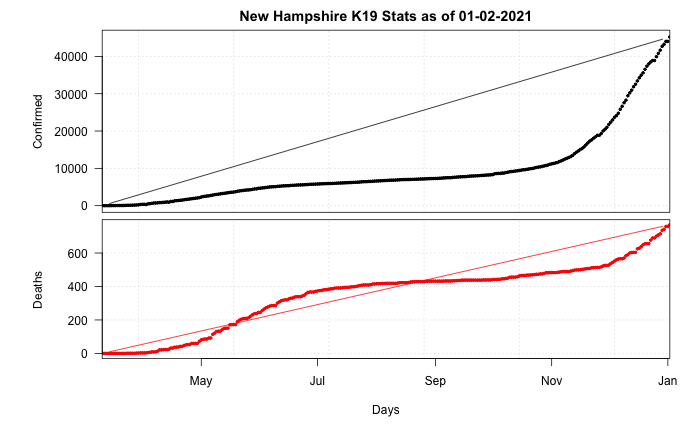 New Hampshire K19 Stats as of 01-02-2021
Confirmed
40000
30000
20000
10000
0
Deaths
600
400
200
0
May Jul Sep Nov Jan
Days